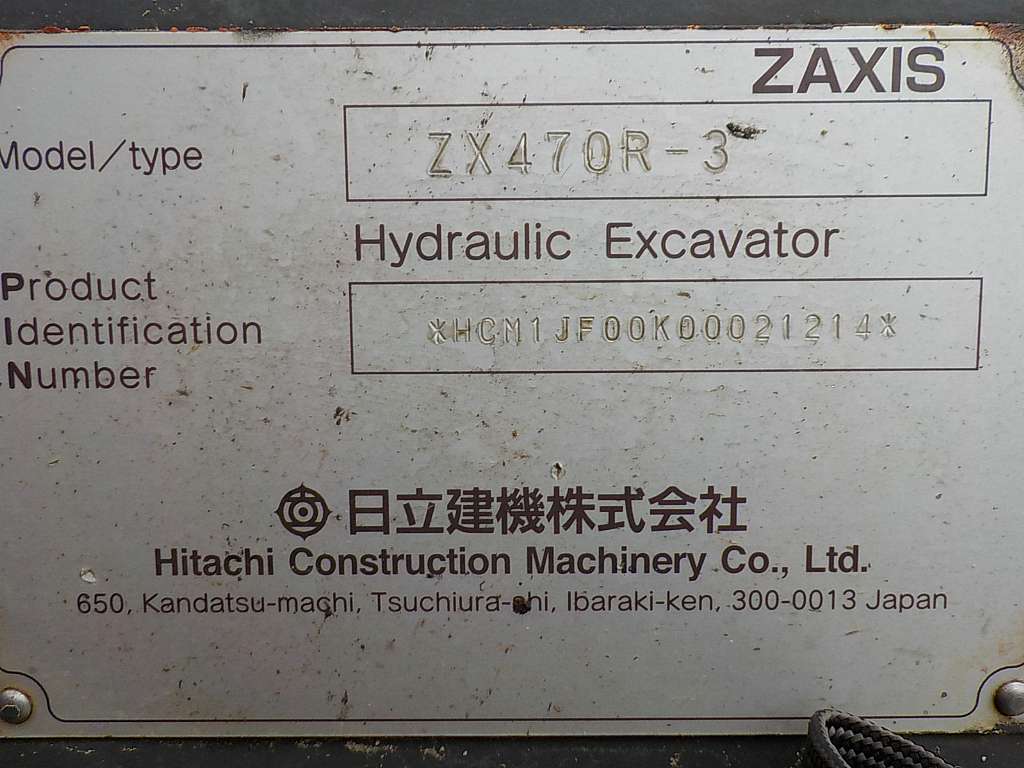 ZAXIS
Model/type
ZX470R-3
Hydraulic Excavator
Product
Identification
Number
*HCM1JF00K00021214*
日立建機株式会社
Hitachi Construction Machinery Co., Ltd.
650, Kandatsu-machi, Tsuchiura-shi, Ibaraki-ken, 300-0013 Japan